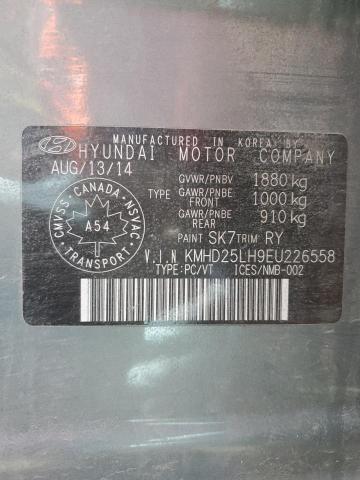 MANUFACTURED IN KOREA BY
HYUNDAI MOTOR COMPANY
AUG/13/14
GVWR/PNBV 1880 kg
TYPE GAWR/PNBE FRONT 1000 kg
GAWR/PNBE REAR 910 kg
PAINT SK7 TRIM RY
V.I.N KMHD25LH9EU226558
TYPE:PC/VT ICES/NMB-002
CMVSS · CANADA · NSVAC
A54
TRANSPORT